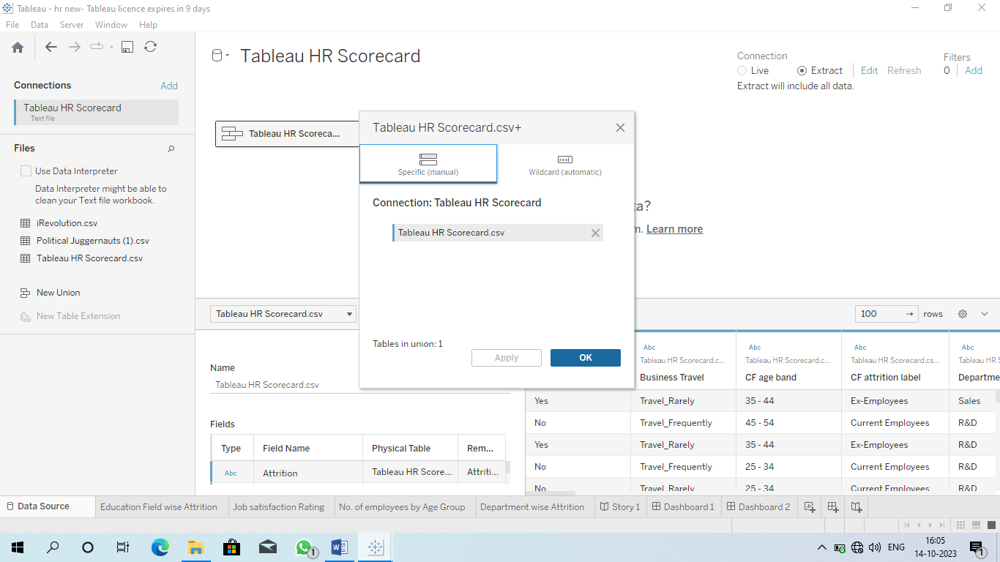 Tableau - hr new- Tableau licence expires in 9 days
File Data Server Window Help
Connections Add
Tableau HR Scorecard
Text file
Files
Use Data Interpreter
Data Interpreter might be able to
clean your Text file workbook.
iRevolution.csv
Political Juggernauts (1).csv
Tableau HR Scorecard.csv
New Union
New Table Extension
Tableau HR Scorecard
Connection
Live Extract Edit Refresh
Extract will include all data.
Filters
0 Add
Tableau HR Scoreca...
Tableau HR Scorecard.csv+
Specific (manual)
Wildcard (automatic)
Connection: Tableau HR Scorecard
Tableau HR Scorecard.csv
Tables in union: 1
Apply OK
ta?
m. Learn more
Tableau HR Scorecard.csv
100 rows
Name
Tableau HR Scorecard.csv
Fields
Type Field Name Physical Table Rem...
Abc Attrition Tableau HR Score... Attriti...
Abc Abc Abc Abc
Tableau HR Scorecard.c... Tableau HR Scorecard.c... Tableau HR Scorecard.cs... Tableau HR S
Business Travel CF age band CF attrition label Departme
Yes Travel_Rarely 35 - 44 Ex-Employees Sales
No Travel_Frequently 45 - 54 Current Employees R&D
Yes Travel_Rarely 35 - 44 Ex-Employees R&D
No Travel_Frequently 25 - 34 Current Employees R&D
No Travel_Rarely 25 - 34 Current Employees R&D
Data Source Education Field wise Attrition Job satisfaction Rating No. of employees by Age Group Department wise Attrition Story 1 Dashboard 1 Dashboard 2
1
ENG
16:05
14-10-2023
1